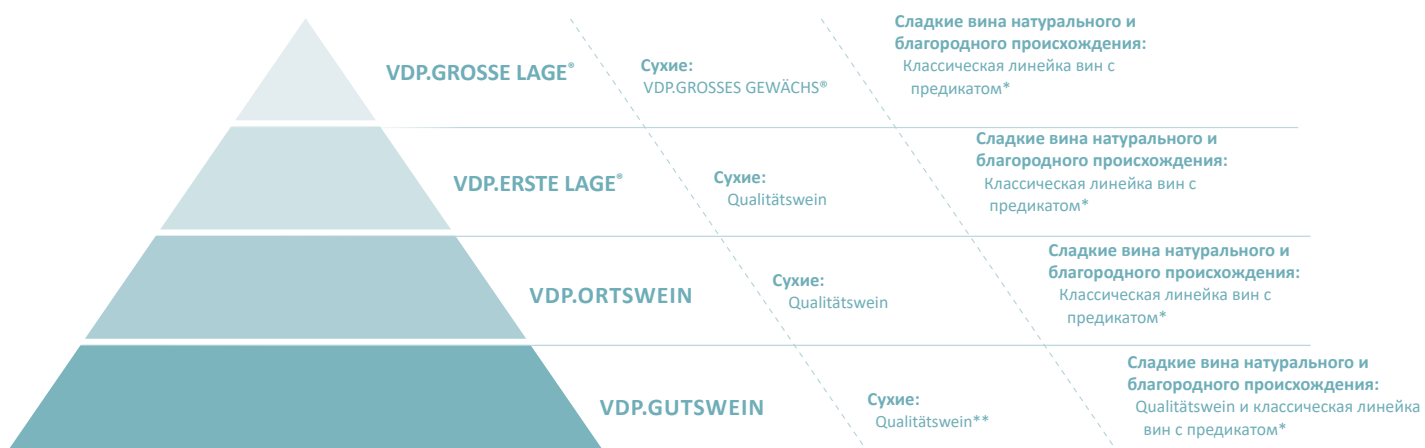 VDP.GROSSE LAGE®
Сухие:
VDP.GROSSES GEWÄCHS®
Сладкие вина натурального и
благородного происхождения:
Классическая линейка вин с
предикатом*
VDP.ERSTE LAGE®
Сухие:
Qualitätswein
Сладкие вина натурального и
благородного происхождения:
Классическая линейка вин с
предикатом*
VDP.ORTSWEIN
Сухие:
Qualitätswein
Сладкие вина натурального и
благородного происхождения:
Классическая линейка вин с
предикатом*
VDP.GUTSWEIN
Сухие:
Qualitätswein**
Сладкие вина натурального и
благородного происхождения:
Qualitätswein и классическая линейка
вин с предикатом*